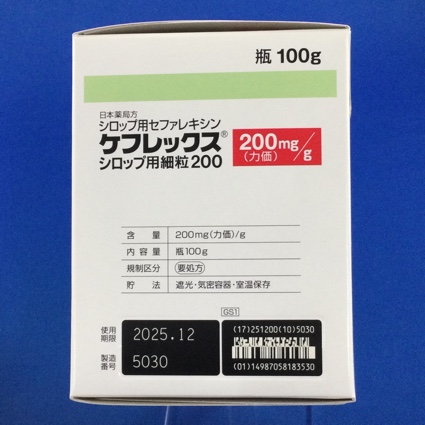 瓶 100g
日本薬局方
シロップ用セファレキシン
ケフレックス®
シロップ用細粒200
200mg/g
(力価)
含 量 200mg(力価)/g
内 容 量 瓶100g
規制区分 要処方
貯 法 遮光・気密容器・室温保存
GS1
使用期限 2025.12
製造番号 5030
(17)251200(10)5030
(01)14987058183530